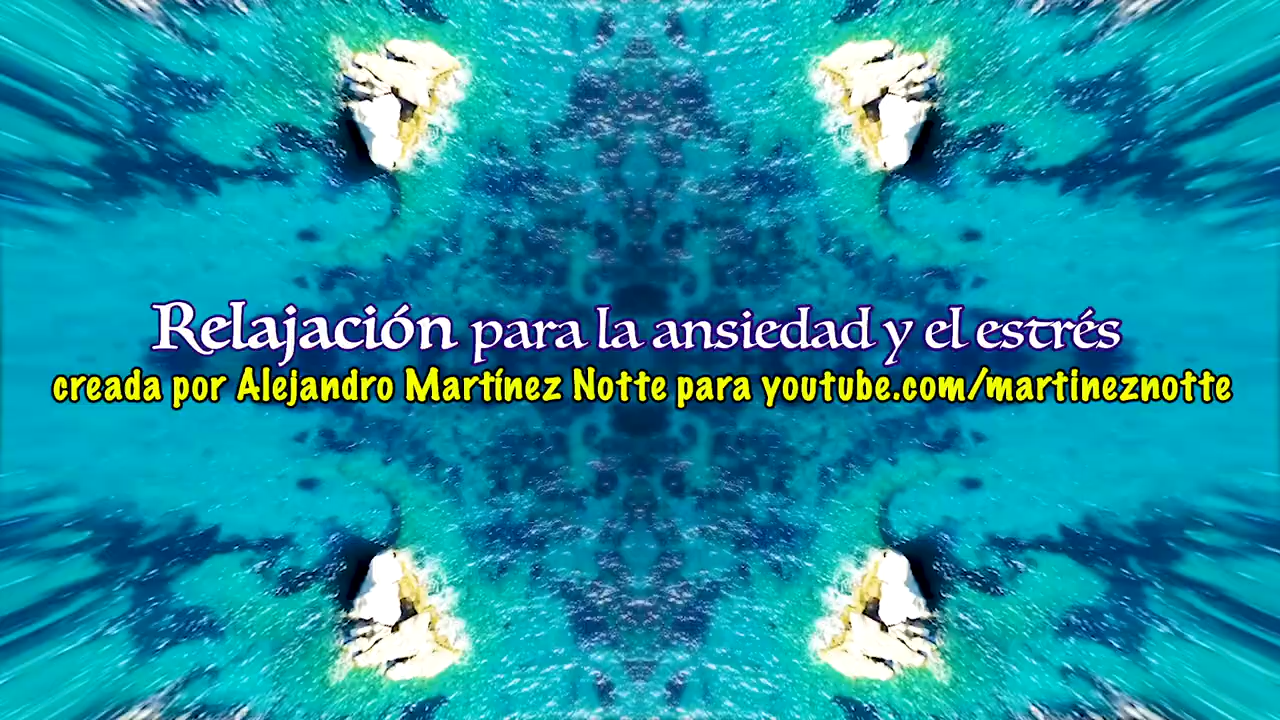 Relajación para la ansiedad y el estrés
creada por Alejandro Martínez Notte para youtube.com/martineznotte